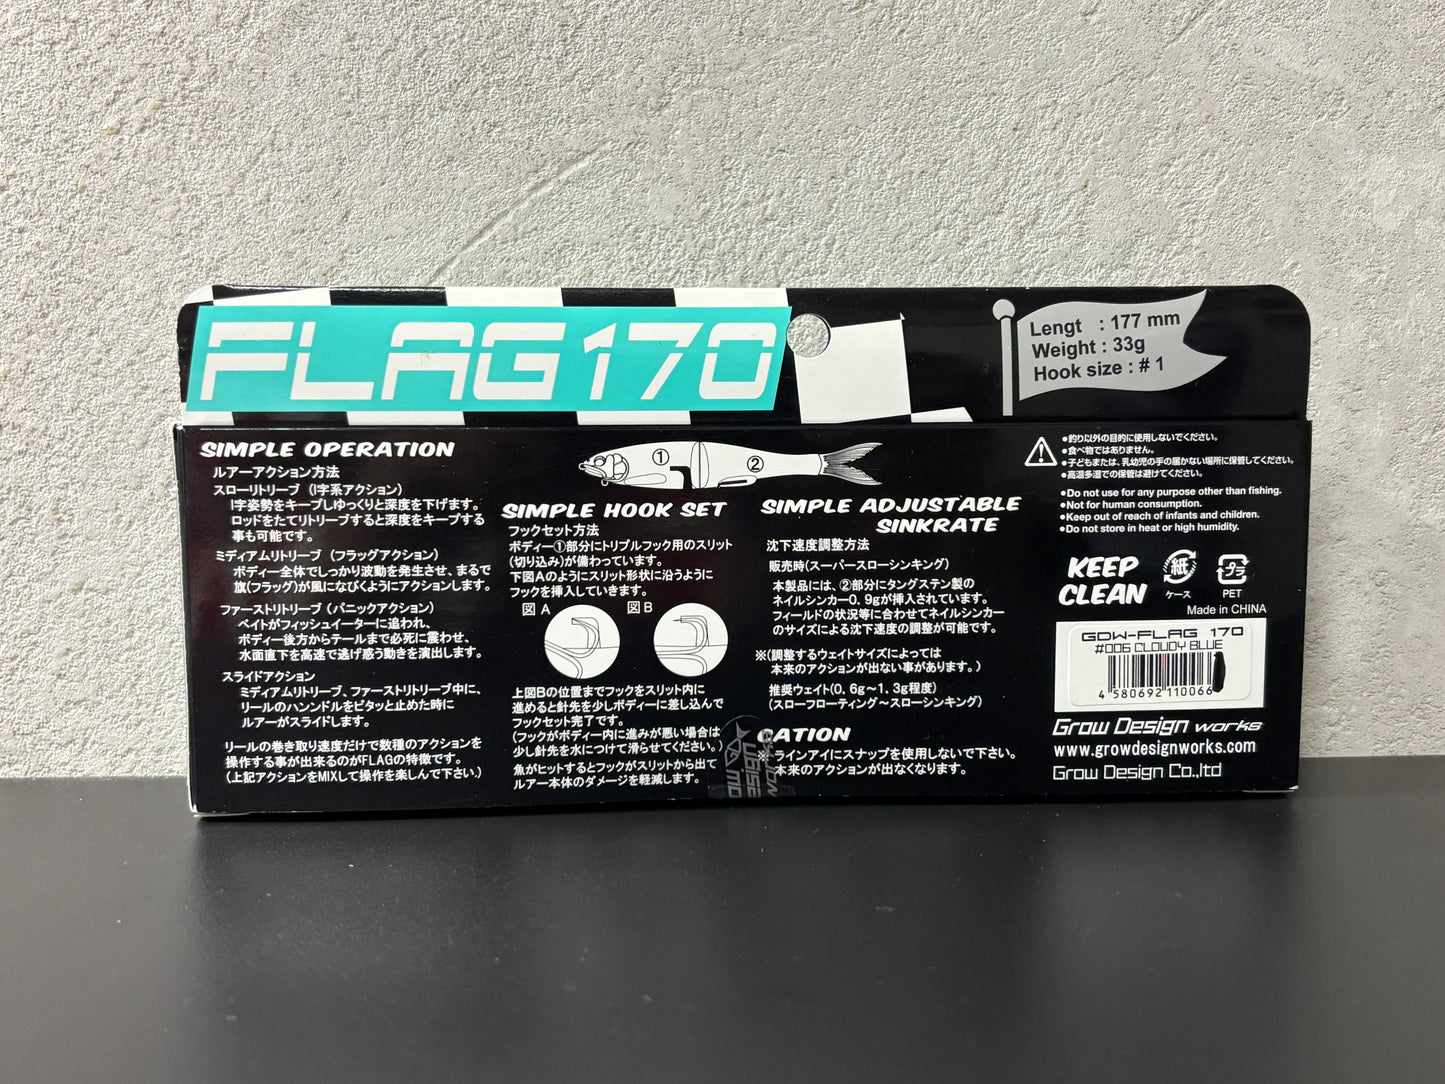 FLAG170
Lengt : 177 mm
Weight : 33g
Hook size : # 1
SIMPLE OPERATION
ルアーアクション方法
スローリトリーブ（I字系アクション）
I字姿勢をキープしゆっくりと深度を下げます。
ロッドをたてリトリーブすると深度をキープする
事も可能です。
ミディアムリトリーブ（フラッグアクション）
ボディー全体でしっかり波動を発生させ、まるで
旗(フラッグ)が風になびくようにアクションします。
ファーストリトリーブ（パニックアクション）
ベイトがフィッシュイーターに追われ、
ボディー後方からテールまで必死に震わせ、
水面直下を高速で逃げ惑う動きを演出します。
スライドアクション
ミディアムリトリーブ、ファーストリトリーブ中に、
リールのハンンドルをピタッと止めた時に
ルアーがスライドします。
リールの巻き取り速度だけで数種のアクションを
操作する事が出来るのがFLAGの特徴です。
（上記アクションをMIXして操作を楽しんで下さい。）
① ②
SIMPLE HOOK SET
フックセット方法
ボディー①部分にトリプルフック用のスリット
(切り込み)が備わっています。
下図Aのようにスリット形状に沿うように
フックを挿入していきます。
図 A 図 B
上図Bの位置までフックをスリット内に
進めると針先を少しボディーに差し込んで
フックセット完了です。
(フックがボディー内に進みが悪い場合は
少し針先を水につけて滑らせてください。)
魚がヒットするとフックがスリットから出て
ルアー本体のダメージを軽減します。
SIMPLE ADJUSTABLE
SINKRATE
沈下速度調整方法
販売時(スーパースローシンキング)
本製品には、②部分にタングステン製の
ネイルシンカー0.9gが挿入されています。
フィールドの状況等に合わせてネイルシンカー
のサイズによる沈下速度の調整が可能です。
※(調整するウェイトサイズによっては
本来のアクションが出ない事があります。)
推奨ウェイト(0.6g～1.3g程度)
(スローフローティング～スローシンキング)
CATION
※ラインアイにスナップを使用しないで下さい。
本来のアクションが出なくなります。
●釣り以外の目的に使用しないでください。
●食べ物ではありません。
●子どもまたは、乳幼児の手の届かない場所に保管してください。
●高温多湿での保管は避けてください。
●Do not use for any purpose other than fishing.
●Not for human consumption.
●Keep out of reach of infants and children.
●Do not store in heat or high humidity.
KEEP
CLEAN
紙
ケース
PET
Made in CHINA
GDW-FLAG 170
#006 CLOUDY BLUE
4 580692 110066
Grow Design works
www.growdesignworks.com
Grow Design Co.,ltd